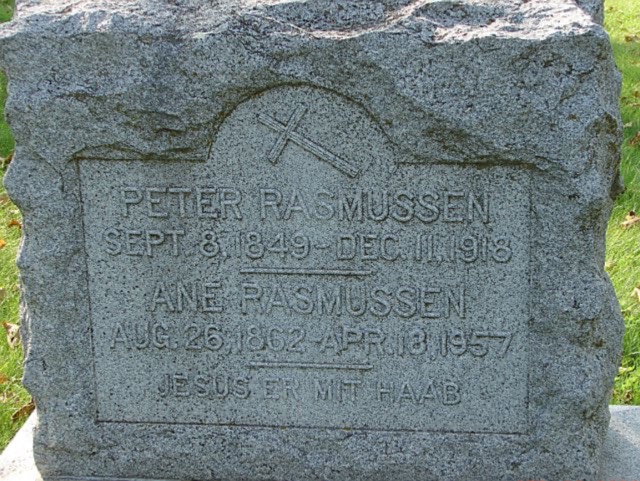 PETER RASMUSSEN
SEPT. 8, 1849 - DEC. 11, 1918
ANE RASMUSSEN
AUG. 26, 1862 - APR. 13, 1957
JESUS ER MIT HAAB